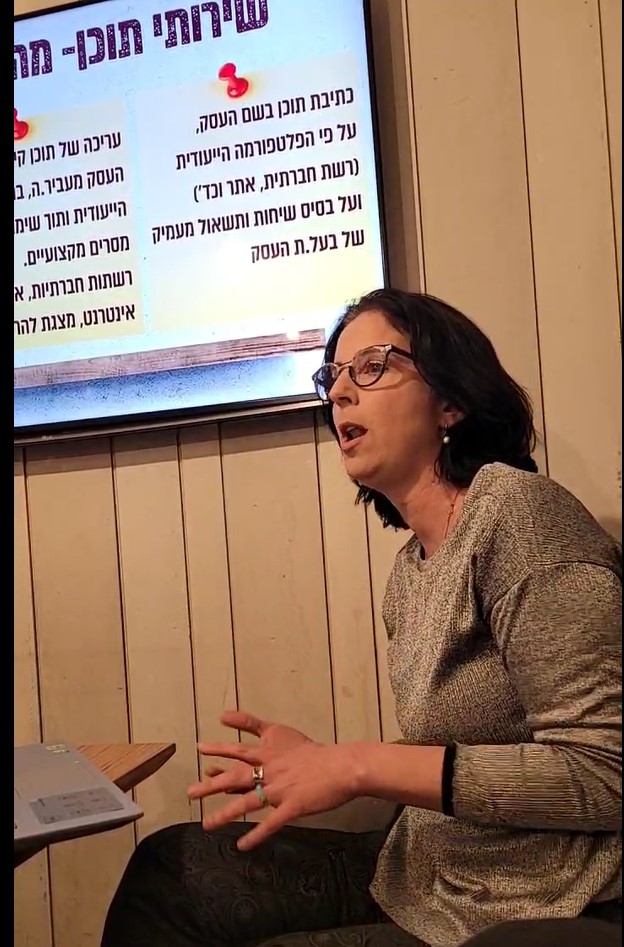 שירותי תוכן-
כתיבת תוכן בשם העסק,
על פי הפלטפורמה הייעודית
(רשת חברתית, אתר וכד')
ועל בסיס שיחות ותשאול מעמיק
של בעל.ת העסק
עריכה של תוכן
העסק מעביר.ה,
הייעודית ותוך
מסרים מקצועיים.
רשתות חברתיות,
אינטרנט, מצגת